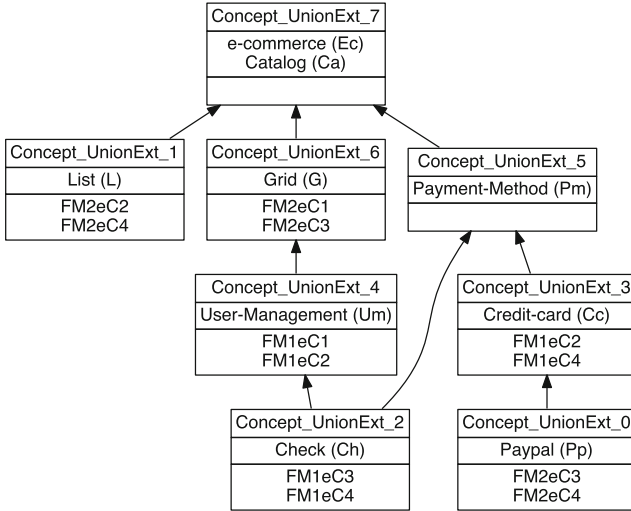 Concept_UnionExt_7
e-commerce (Ec)
Catalog (Ca)
Concept_UnionExt_1
List (L)
FM2eC2
FM2eC4
Concept_UnionExt_6
Grid (G)
FM2eC1
FM2eC3
Concept_UnionExt_5
Payment-Method (Pm)
Concept_UnionExt_4
User-Management (Um)
FM1eC1
FM1eC2
Concept_UnionExt_3
Credit-card (Cc)
FM1eC2
FM1eC4
Concept_UnionExt_2
Check (Ch)
FM1eC3
FM1eC4
Concept_UnionExt_0
Paypal (Pp)
FM2eC3
FM2eC4